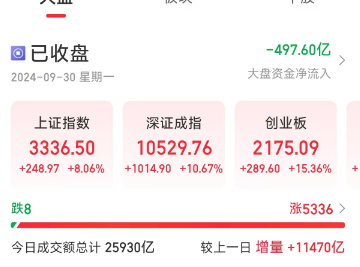 已收盘
-497.60亿
2024-09-30 星期一
大盘资金净流入
上证指数 深证成指 创业板
3336.50 10529.76 2175.09
+248.97 +8.06% +1014.90 +10.67% +289.60 +15.36%
跌8 涨5336
今日成交额总计 25930亿 较上一日 增量 +11470亿